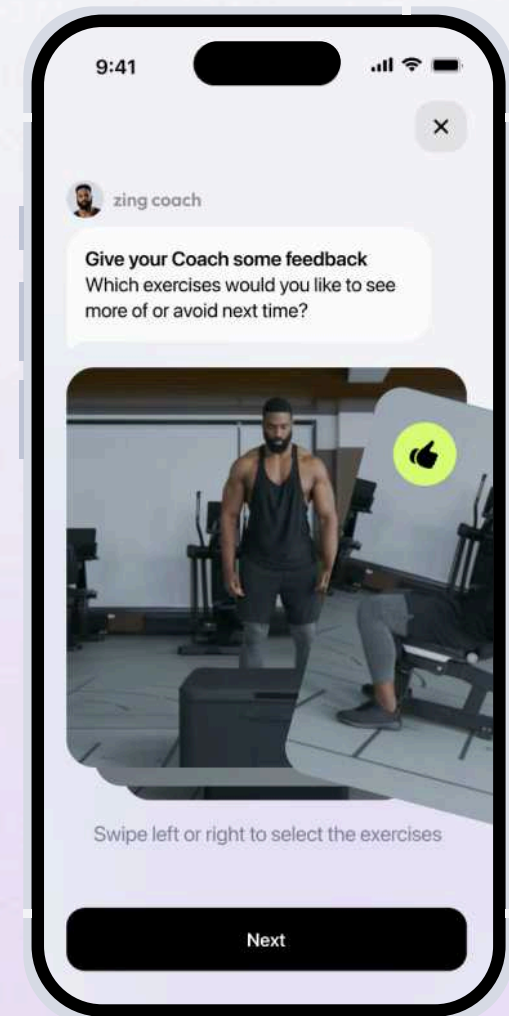 9:41
zing coach
Give your Coach some feedback
Which exercises would you like to see
more of or avoid next time?
Swipe left or right to select the exercises
Next